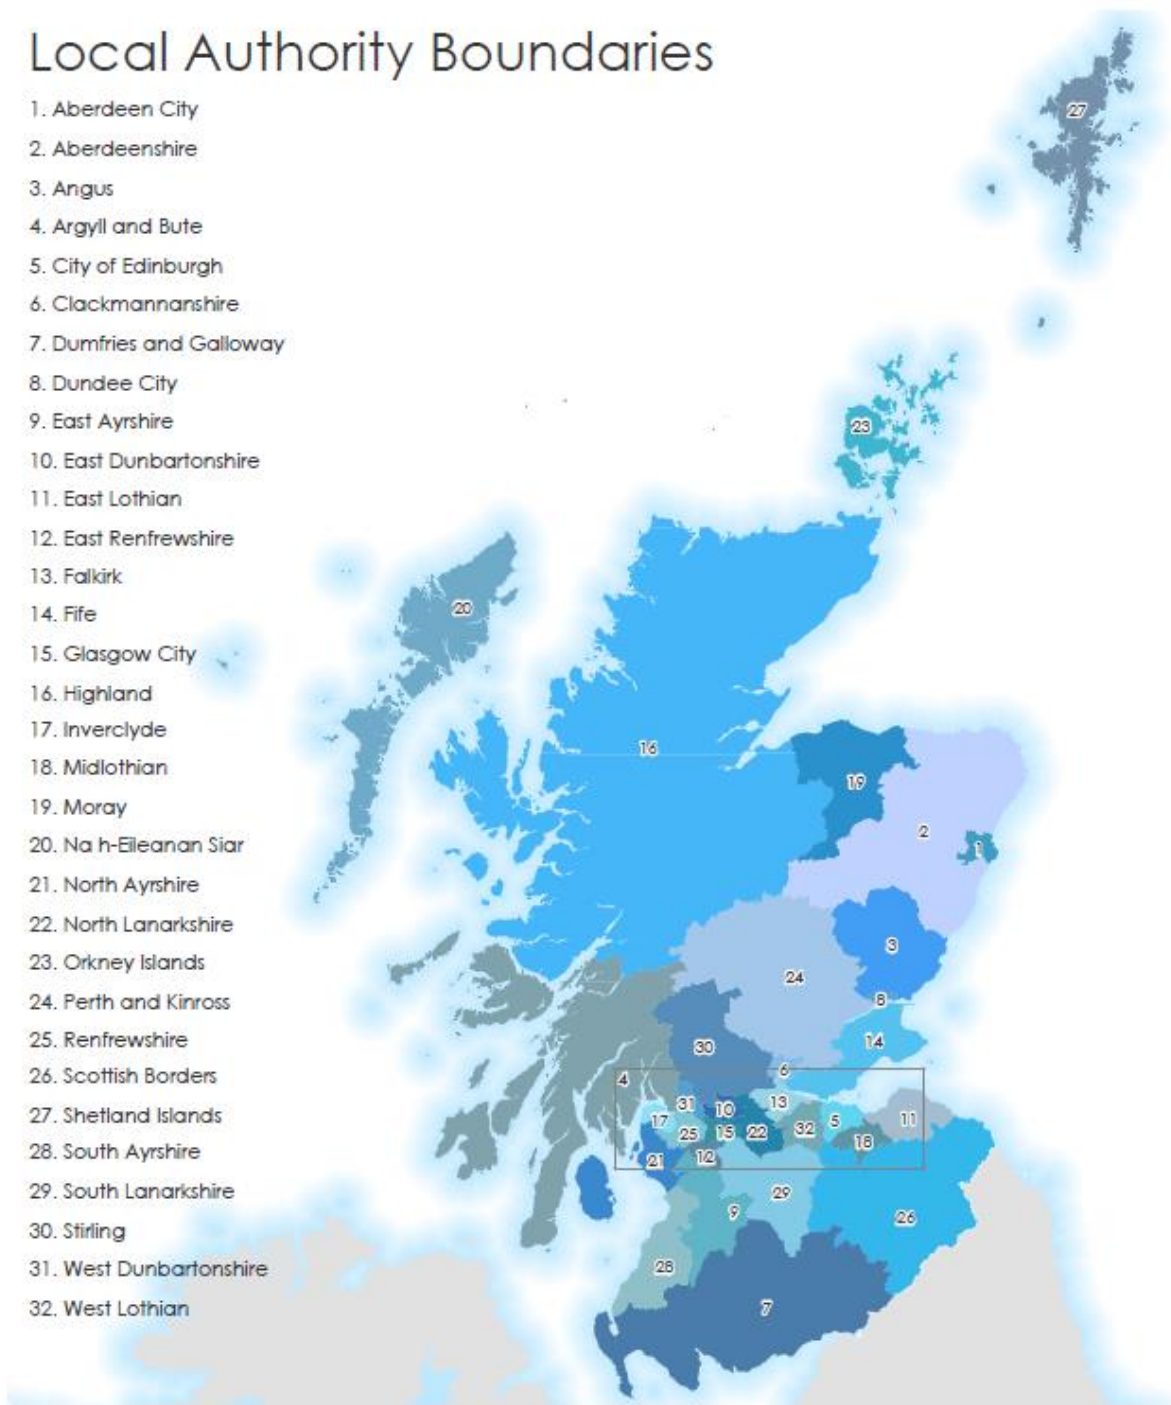 Local Authority Boundaries
1. Aberdeen City
2. Aberdeenshire
3. Angus
4. Argyll and Bute
5. City of Edinburgh
6. Clackmannanshire
7. Dumfries and Galloway
8. Dundee City
9. East Ayrshire
10. East Dunbartonshire
11. East Lothian
12. East Renfrewshire
13. Falkirk
14. Fife
15. Glasgow City
16. Highland
17. Inverclyde
18. Midlothian
19. Moray
20. Na h-Eileanan Siar
21. North Ayrshire
22. North Lanarkshire
23. Orkney Islands
24. Perth and Kinross
25. Renfrewshire
26. Scottish Borders
27. Shetland Islands
28. South Ayrshire
29. South Lanarkshire
30. Stirling
31. West Dunbartonshire
32. West Lothian
27
23
20
16
19
2
1
3
24
8
14
30
6
4
31
10
13
17
25
15
22
32
5
11
18
21
12
29
9
26
28
7